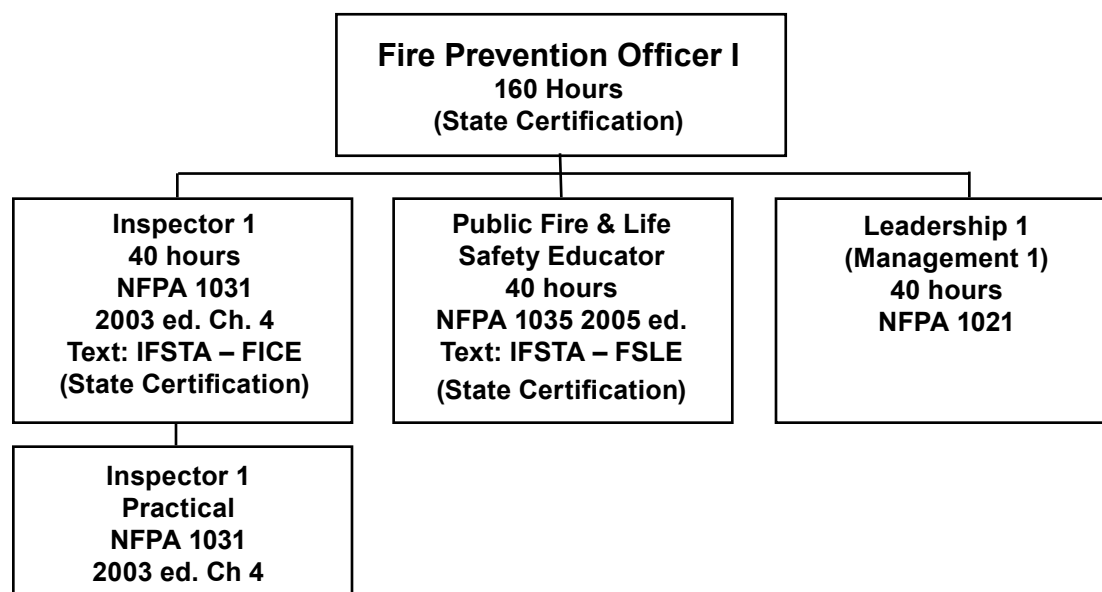 Fire Prevention Officer I
160 Hours
(State Certification)
Inspector 1
40 hours
NFPA 1031
2003 ed. Ch. 4
Text: IFSTA – FICE
(State Certification)
Public Fire & Life
Safety Educator
40 hours
NFPA 1035 2005 ed.
Text: IFSTA – FSLE
(State Certification)
Leadership 1
(Management 1)
40 hours
NFPA 1021
Inspector 1
Practical
NFPA 1031
2003 ed. Ch 4